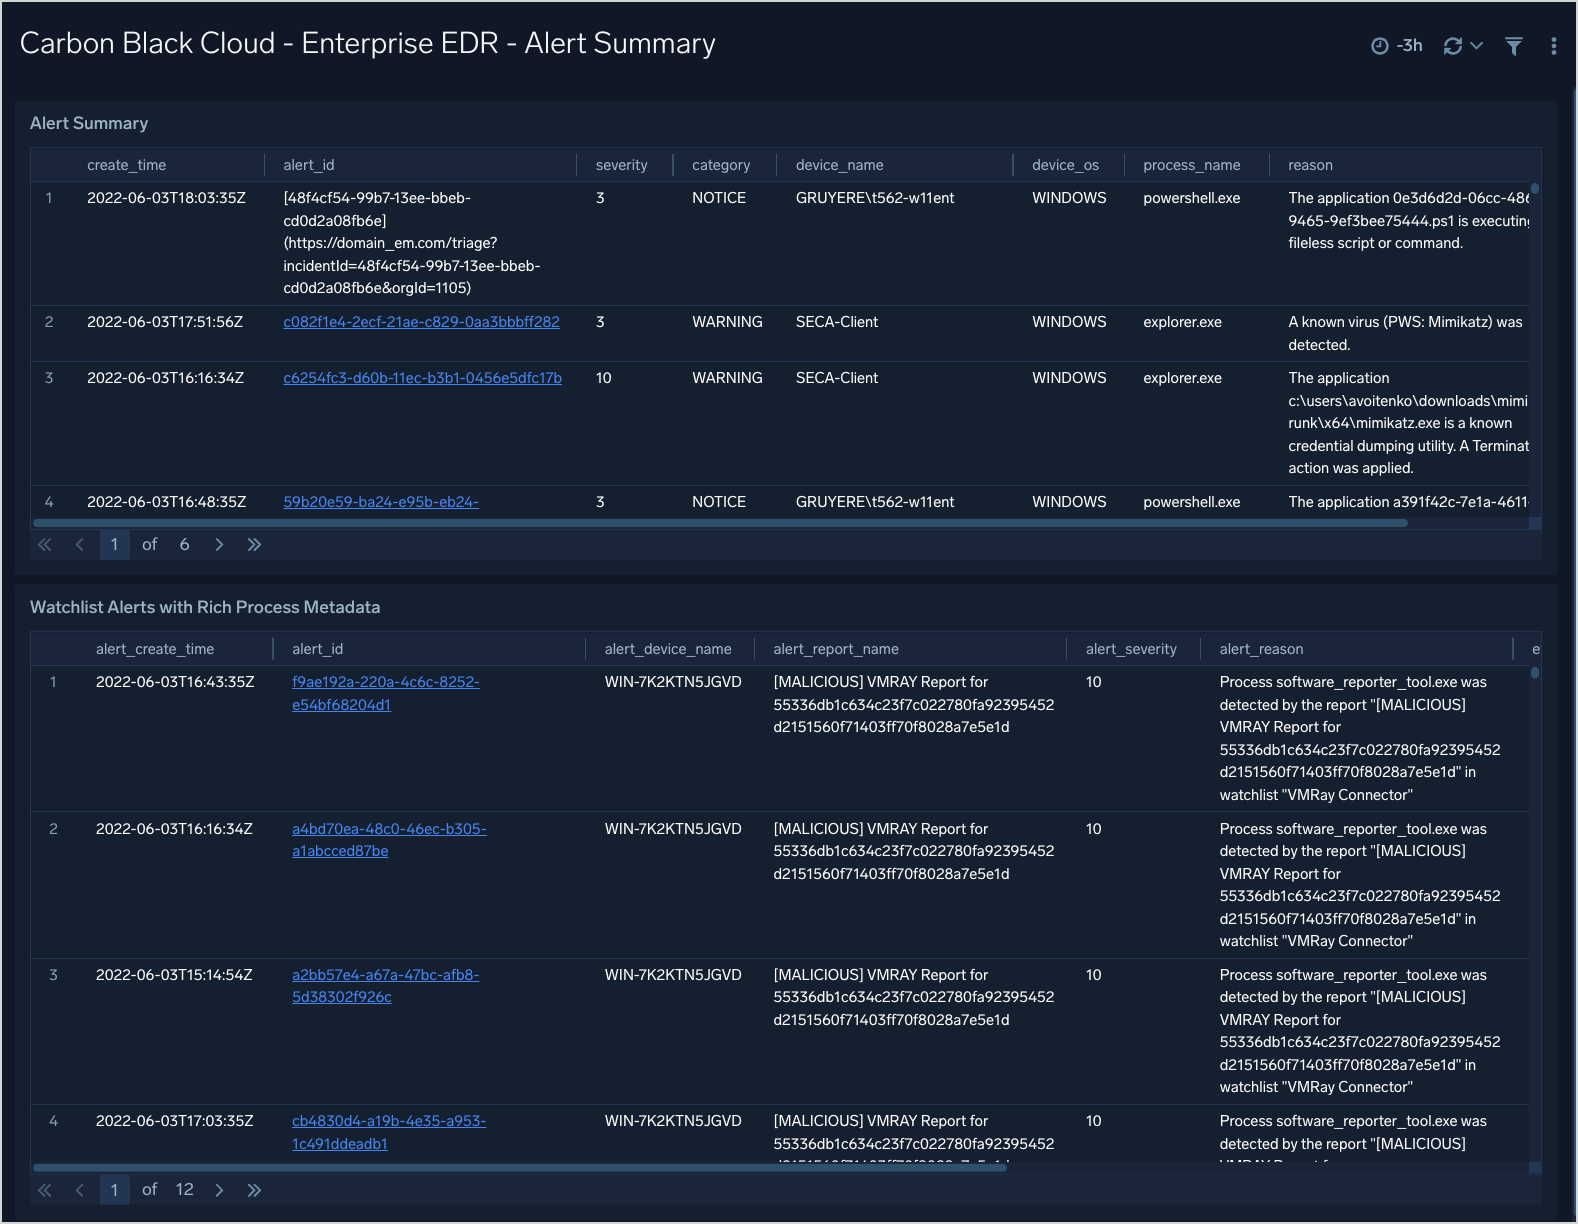 Carbon Black Cloud - Enterprise EDR - Alert Summary
-3h
Alert Summary
create_time alert_id severity category device_name device_os process_name reason
1 2022-06-03T18:03:35Z [48f4cf54-99b7-13ee-bbeb- 3 NOTICE GRUYERE\t562-w11ent WINDOWS powershell.exe The application 0e3d6d2d-06cc-486
cd0d2a08fb6e] 9465-9ef3bee75444.ps1 is executing
(https://domain_em.com/triage? fileless script or command.
incidentId=48f4cf54-99b7-13ee-bbeb-
cd0d2a08fb6e&orgId=1105)
2 2022-06-03T17:51:56Z c082f1e4-2ecf-21ae-c829-0aa3bbbff282 3 WARNING SECA-Client WINDOWS explorer.exe A known virus (PWS: Mimikatz) was
detected.
3 2022-06-03T16:16:34Z c6254fc3-d60b-11ec-b3b1-0456e5dfc17b 10 WARNING SECA-Client WINDOWS explorer.exe The application
c:\users\avoitenko\downloads\mimi
runk\x64\mimikatz.exe is a known
credential dumping utility. A Terminat
action was applied.
4 2022-06-03T16:48:35Z 59b20e59-ba24-e95b-eb24- 3 NOTICE GRUYERE\t562-w11ent WINDOWS powershell.exe The application a391f42c-7e1a-4611-
1 of 6
Watchlist Alerts with Rich Process Metadata
alert_create_time alert_id alert_device_name alert_report_name alert_severity alert_reason e
1 2022-06-03T16:43:35Z f9ae192a-220a-4c6c-8252- WIN-7K2KTN5JGVD [MALICIOUS] VMRAY Report for 10 Process software_reporter_tool.exe was
e54bf68204d1 55336db1c634c23f7c022780fa92395452 detected by the report "[MALICIOUS]
d2151560f71403ff70f8028a7e5e1d VMRAY Report for
55336db1c634c23f7c022780fa92395452
d2151560f71403ff70f8028a7e5e1d" in
watchlist "VMRay Connector"
2 2022-06-03T16:16:34Z a4bd70ea-48c0-46ec-b305- WIN-7K2KTN5JGVD [MALICIOUS] VMRAY Report for 10 Process software_reporter_tool.exe was
a1abcced87be 55336db1c634c23f7c022780fa92395452 detected by the report "[MALICIOUS]
d2151560f71403ff70f8028a7e5e1d VMRAY Report for
55336db1c634c23f7c022780fa92395452
d2151560f71403ff70f8028a7e5e1d" in
watchlist "VMRay Connector"
3 2022-06-03T15:14:54Z a2bb57e4-a67a-47bc-afb8- WIN-7K2KTN5JGVD [MALICIOUS] VMRAY Report for 10 Process software_reporter_tool.exe was
5d38302f926c 55336db1c634c23f7c022780fa92395452 detected by the report "[MALICIOUS]
d2151560f71403ff70f8028a7e5e1d VMRAY Report for
55336db1c634c23f7c022780fa92395452
d2151560f71403ff70f8028a7e5e1d" in
watchlist "VMRay Connector"
4 2022-06-03T17:03:35Z cb4830d4-a19b-4e35-a953- WIN-7K2KTN5JGVD [MALICIOUS] VMRAY Report for 10 Process software_reporter_tool.exe was
1c491ddeadb1 55336db1c634c23f7c022780fa92395452 detected by the report "[MALICIOUS]
1 of 12